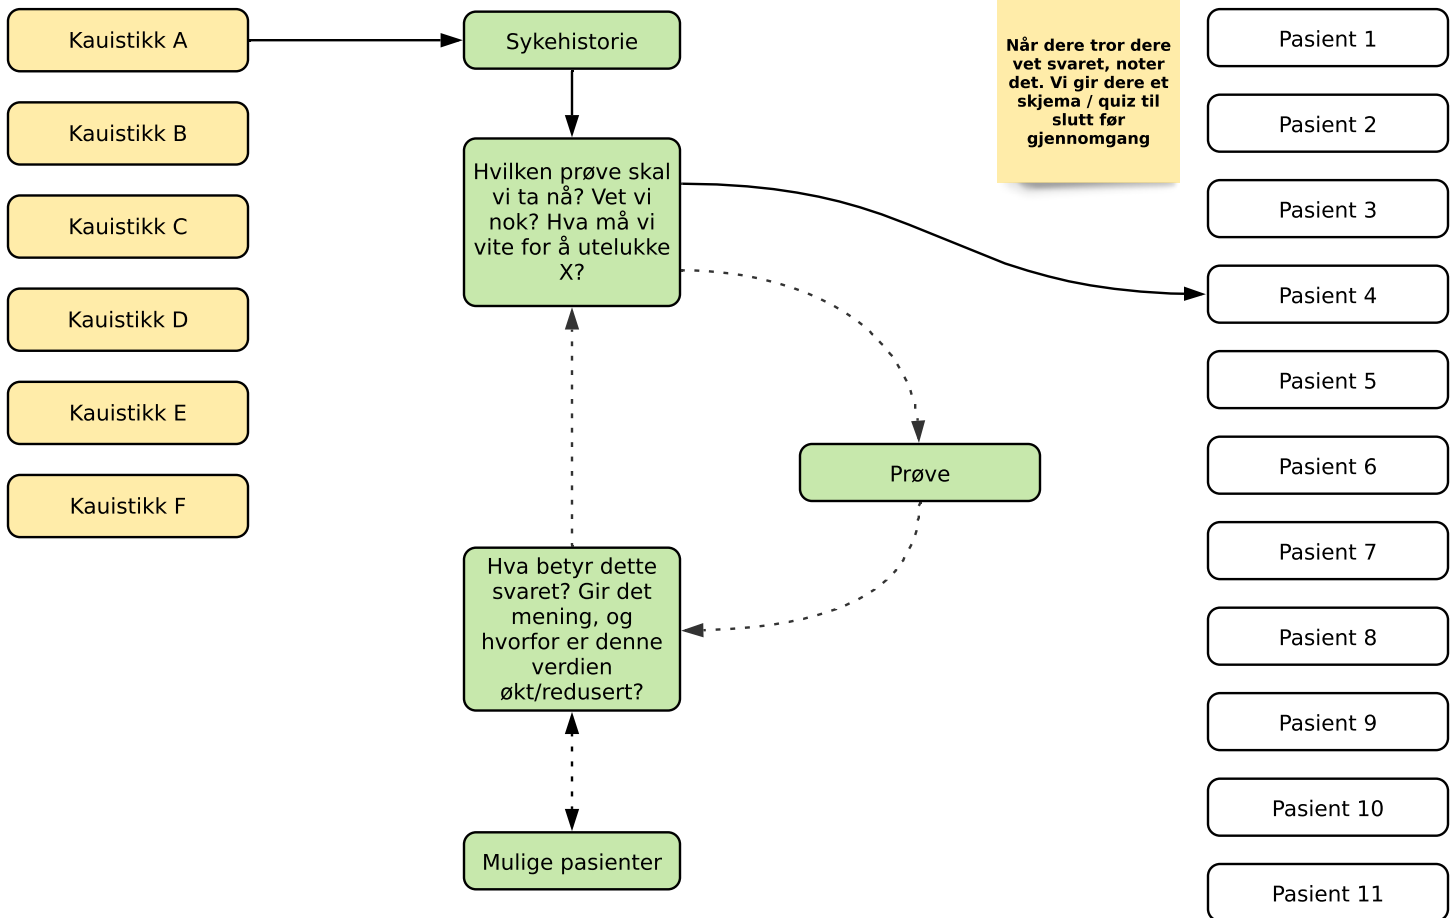 Kauistikk A
Kauistikk B
Kauistikk C
Kauistikk D
Kauistikk E
Kauistikk F
Sykehistorie
Hvilken prøve skal
vi ta nå? Vet vi
nok? Hva må vi
vite for å utelukke
X?
Prøve
Hva betyr dette
svaret? Gir det
mening, og
hvorfor er denne
verdien
økt/redusert?
Mulige pasienter
Når dere tror dere
vet svaret, noter
det. Vi gir dere et
skjema / quiz til
slutt før
gjennomgang
Pasient 1
Pasient 2
Pasient 3
Pasient 4
Pasient 5
Pasient 6
Pasient 7
Pasient 8
Pasient 9
Pasient 10
Pasient 11